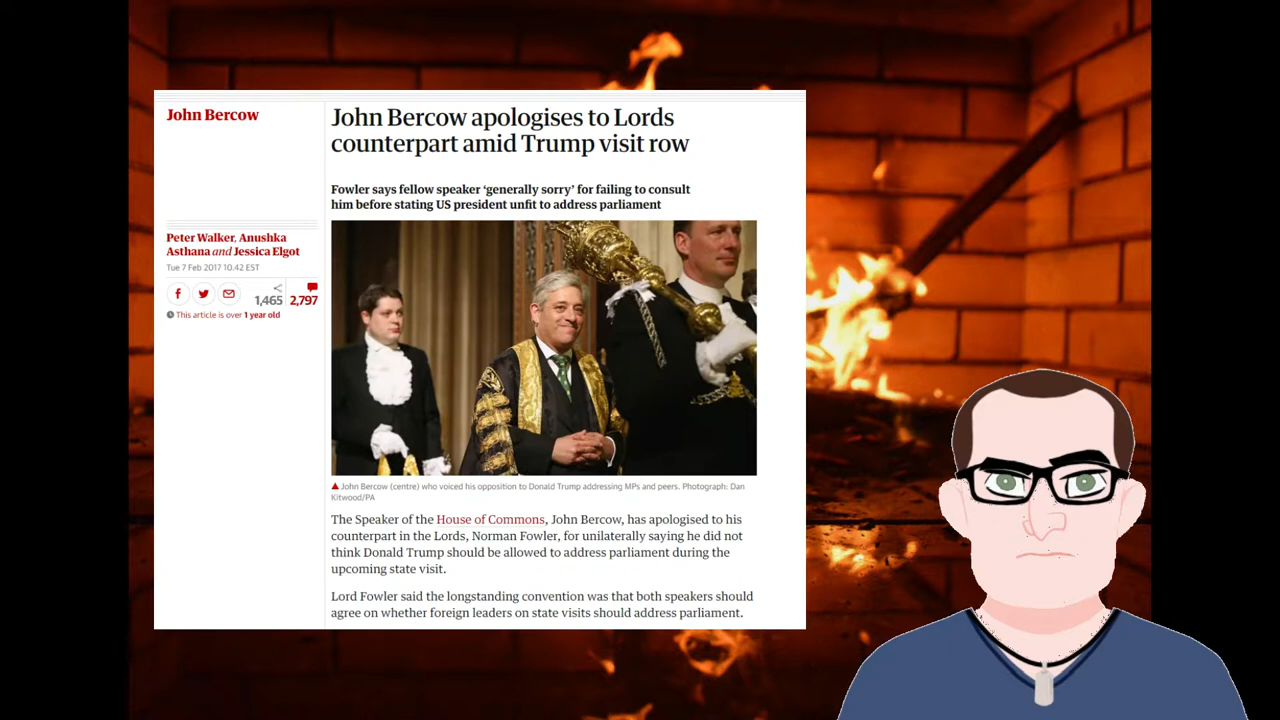 John Bercow
John Bercow apologises to Lords
counterpart amid Trump visit row
Fowler says fellow speaker ‘generally sorry’ for failing to consult
him before stating US president unfit to address parliament
Peter Walker, Anushka
Asthana and Jessica Elgot
Tue 7 Feb 2017 10.42 EST
1,465
2,797
This article is over 1 year old
John Bercow (centre) who voiced his opposition to Donald Trump addressing MPs and peers. Photograph: Dan
Kitwood/PA
The Speaker of the House of Commons, John Bercow, has apologised to his
counterpart in the Lords, Norman Fowler, for unilaterally saying he did not
think Donald Trump should be allowed to address parliament during the
upcoming state visit.
Lord Fowler said the longstanding convention was that both speakers should
agree on whether foreign leaders on state visits should address parliament.